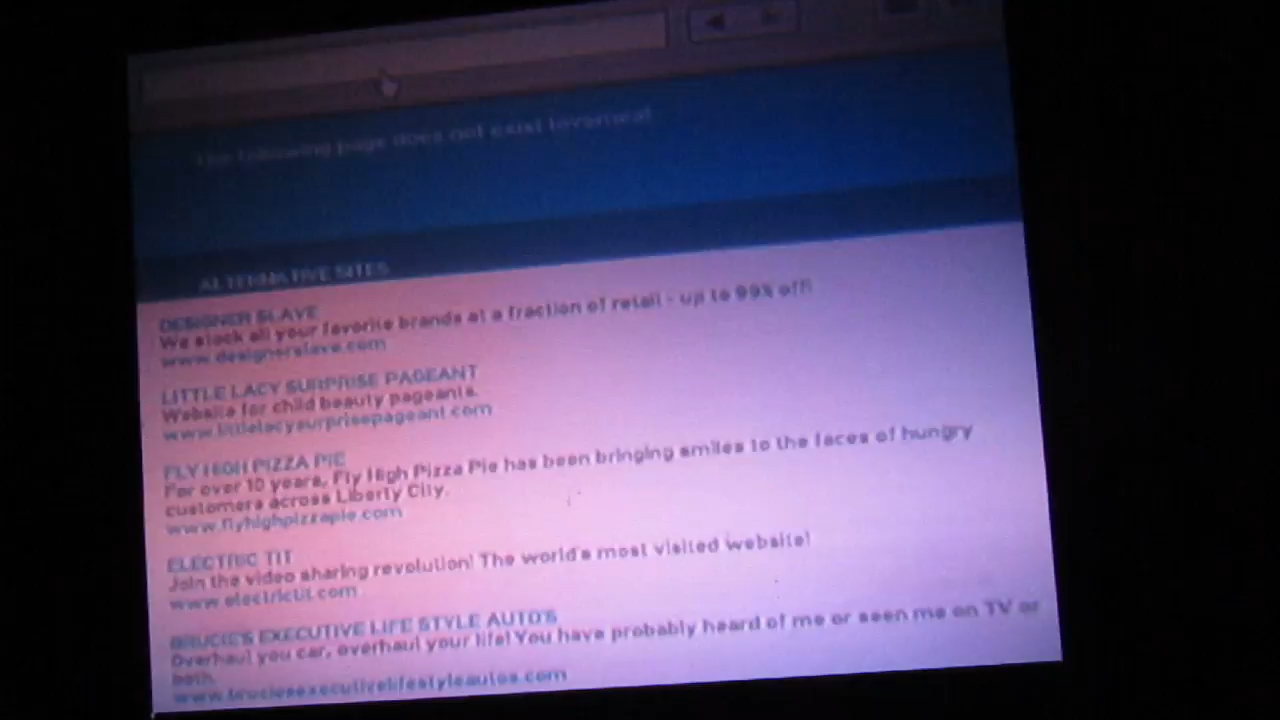 The following page does not exist
ALTERNATIVE SITES
DESIGNER SLAVE
We stock all your favorite brands at a fraction of retail - up to 99% off!
www.designerslave.com
LITTLE LACY SURPRISE PAGEANT
Website for child beauty pageants.
www.littlelacysurprisepageant.com
FLY HIGH PIZZA PIE
For over 10 years, Fly High Pizza Pie has been bringing smiles to the faces of hungry
customers across Liberty City.
www.flyhighpizzapie.com
ELECTRIC TIT
Join the video sharing revolution! The world's most visited website!
www.electrictit.com
BRUCIE'S EXECUTIVE LIFE STYLE AUTO'S
Overhaul you car, overhaul your life! You have probably heard of me or seen me on TV or
both.
www.bruciesexecutivelifestyleautos.com